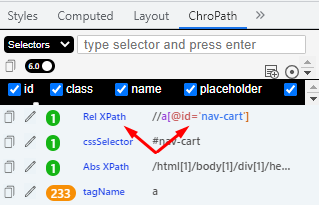 Styles Computed Layout ChroPath
Selectors type selector and press enter
6.0
id class name placeholder
1 Rel XPath //a[@id='nav-cart']
1 cssSelector #nav-cart
1 Abs XPath /html[1]/body[1]/div[1]/he...
233 tagName a